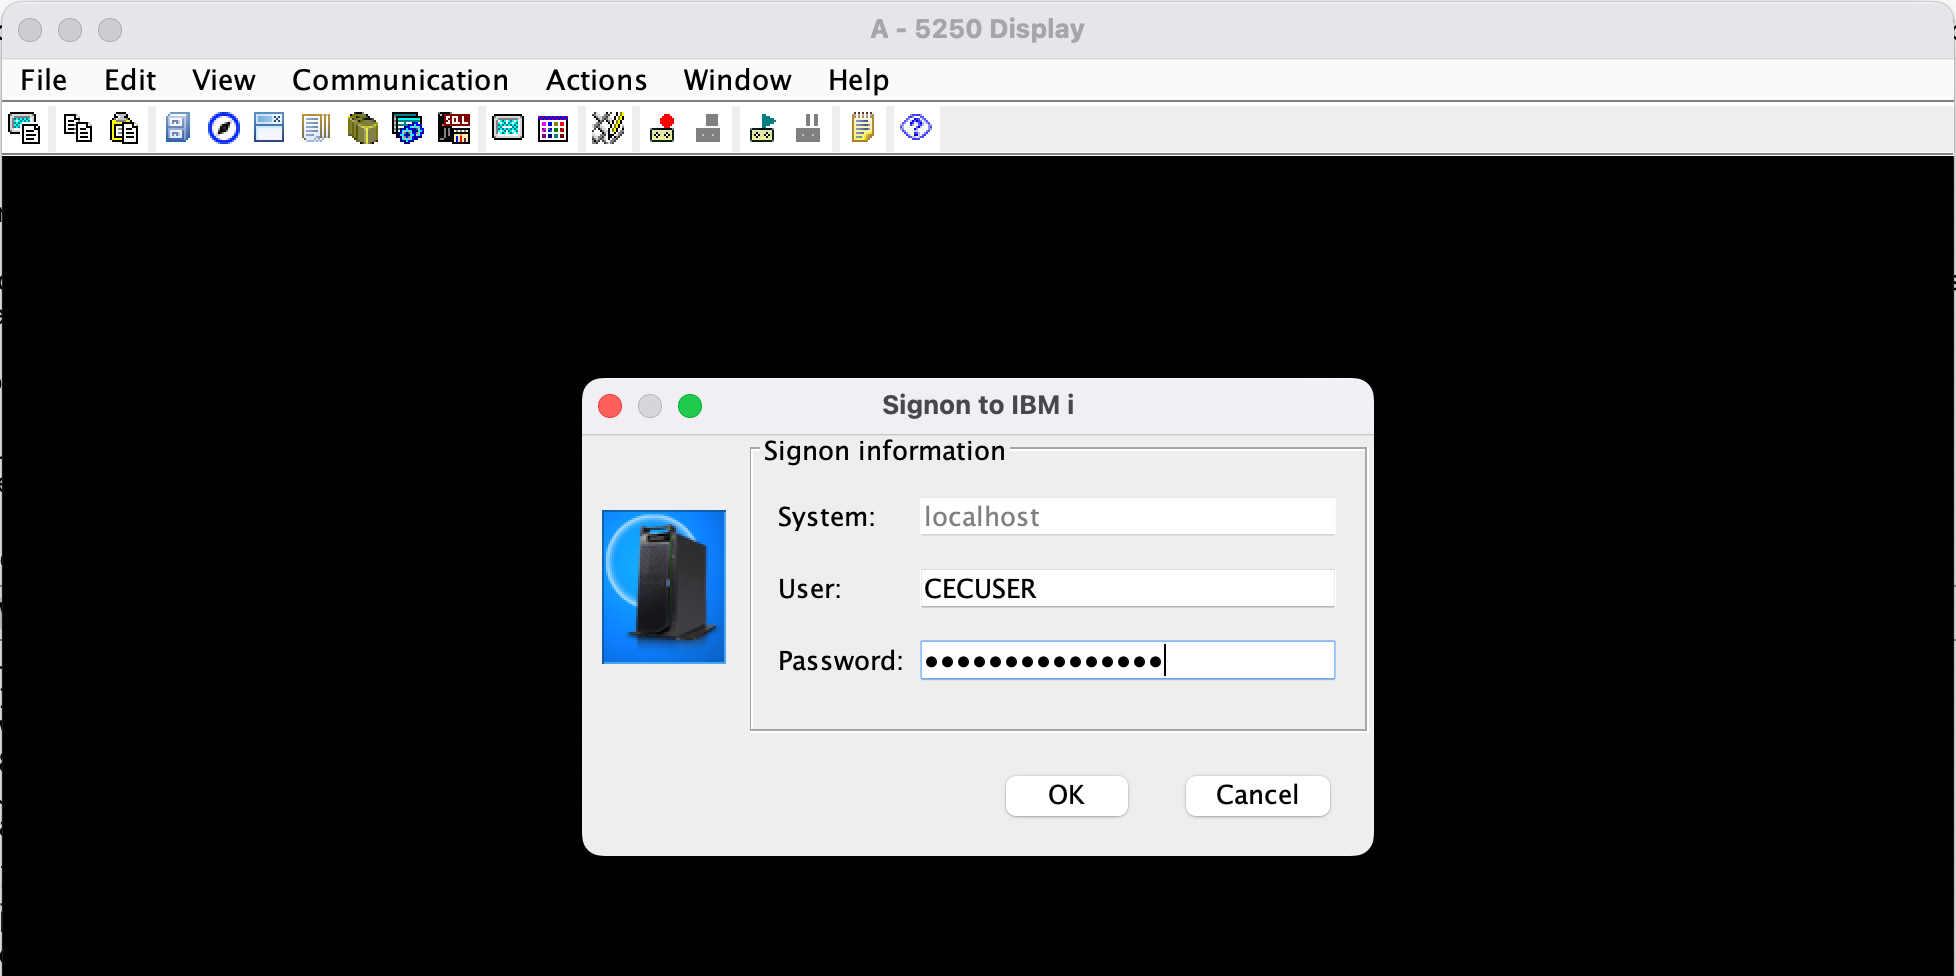 A - 5250 Display
File Edit View Communication Actions Window Help
SQL
Signon to IBM i
Signon information
System: localhost
User: CECUSER
Password: ●●●●●●●●●●●●●●●
OK Cancel